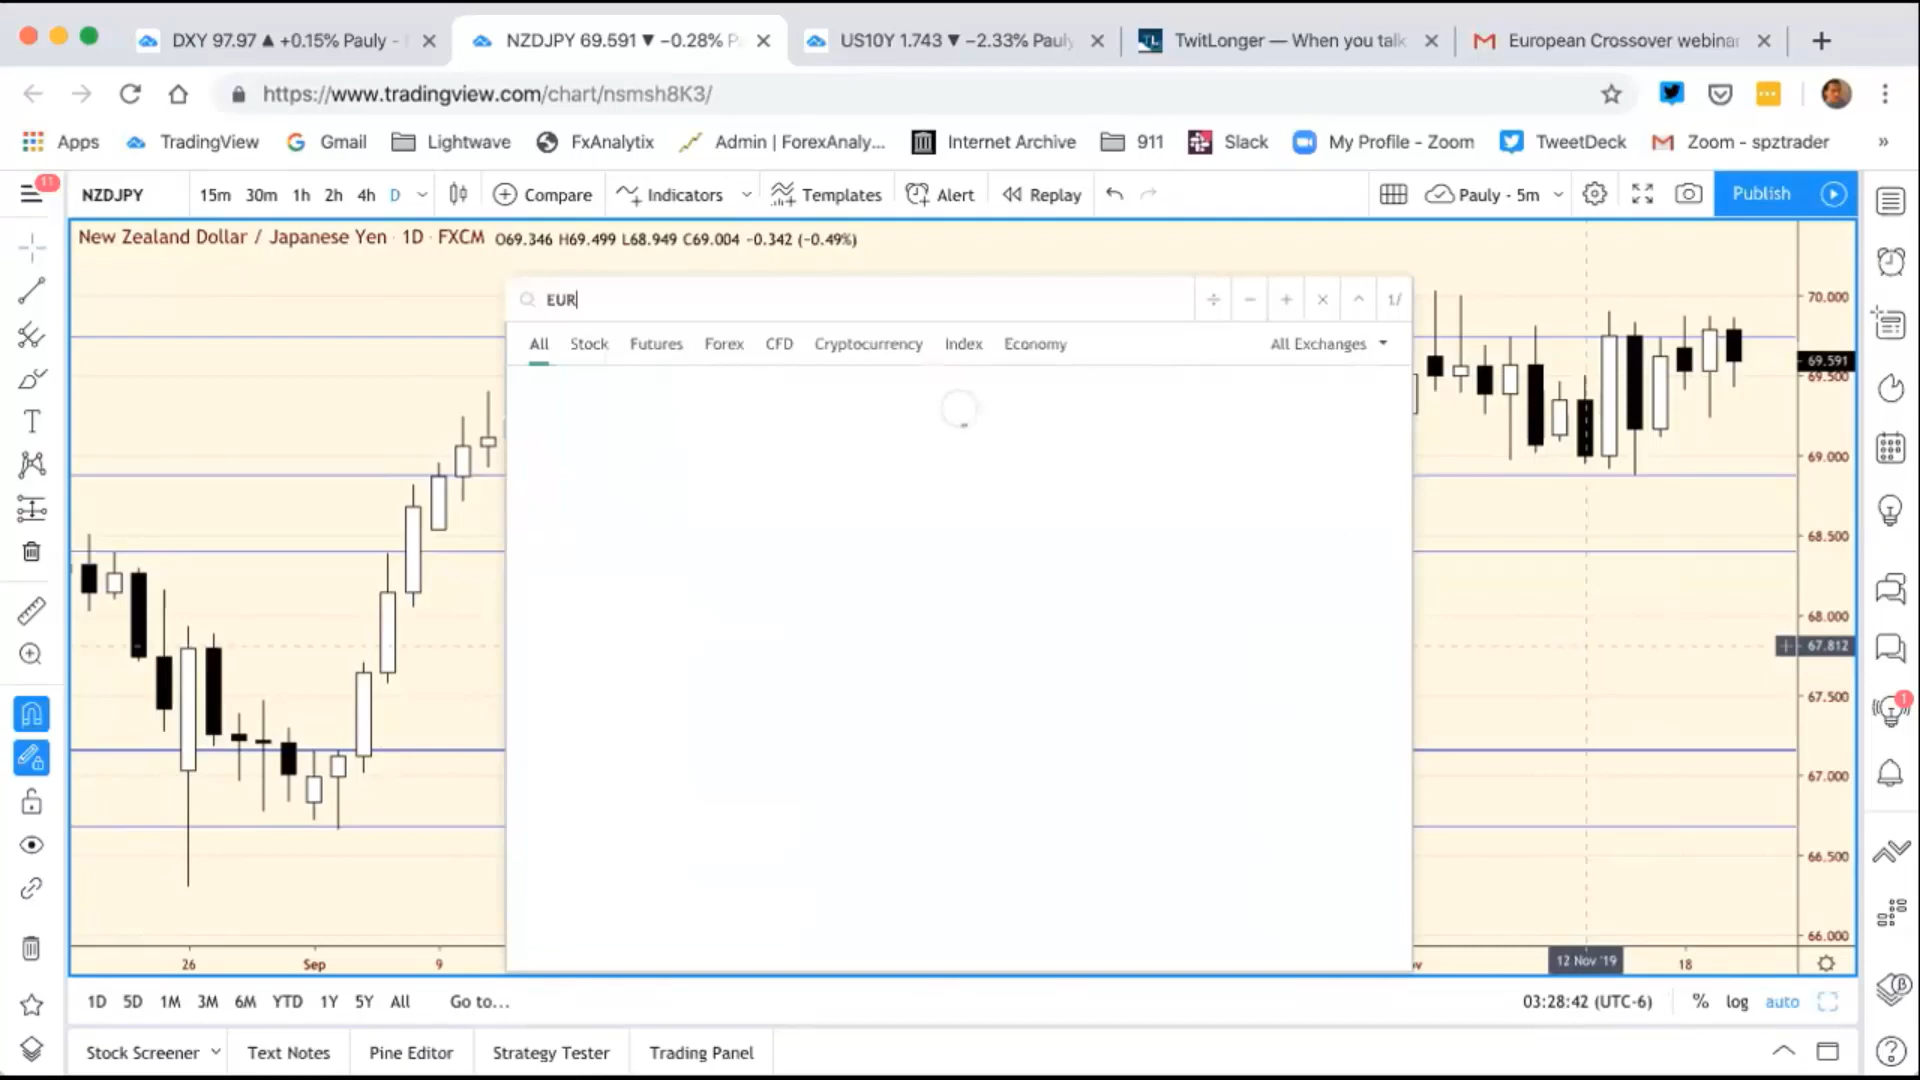 DXY 97.97 ▲ +0.15% Pauly -
NZDJPY 69.591 ▼ −0.28% P
US10Y 1.743 ▼ −2.33% Pauly
TwitLonger — When you talk
European Crossover webinar
https://www.tradingview.com/chart/nsmsh8K3/
Apps TradingView Gmail Lightwave FxAnalytix Admin | ForexAnaly... Internet Archive 911 Slack My Profile - Zoom TweetDeck Zoom - spztrader »
11
NZDJPY 15m 30m 1h 2h 4h D Compare Indicators Templates Alert Replay Pauly - 5m Publish
New Zealand Dollar / Japanese Yen · 1D · FXCM O69.346 H69.499 L68.949 C69.004 −0.342 (−0.49%)
EUR ÷ − + × ^ 1/
All Stock Futures Forex CFD Cryptocurrency Index Economy All Exchanges
70.000
69.591
69.500
69.000
68.500
68.000
67.812
67.500
67.000
66.500
66.000
1
26 Sep 9 12 Nov '19 18
1D 5D 1M 3M 6M YTD 1Y 5Y All Go to... 03:28:42 (UTC-6) % log auto
Stock Screener Text Notes Pine Editor Strategy Tester Trading Panel